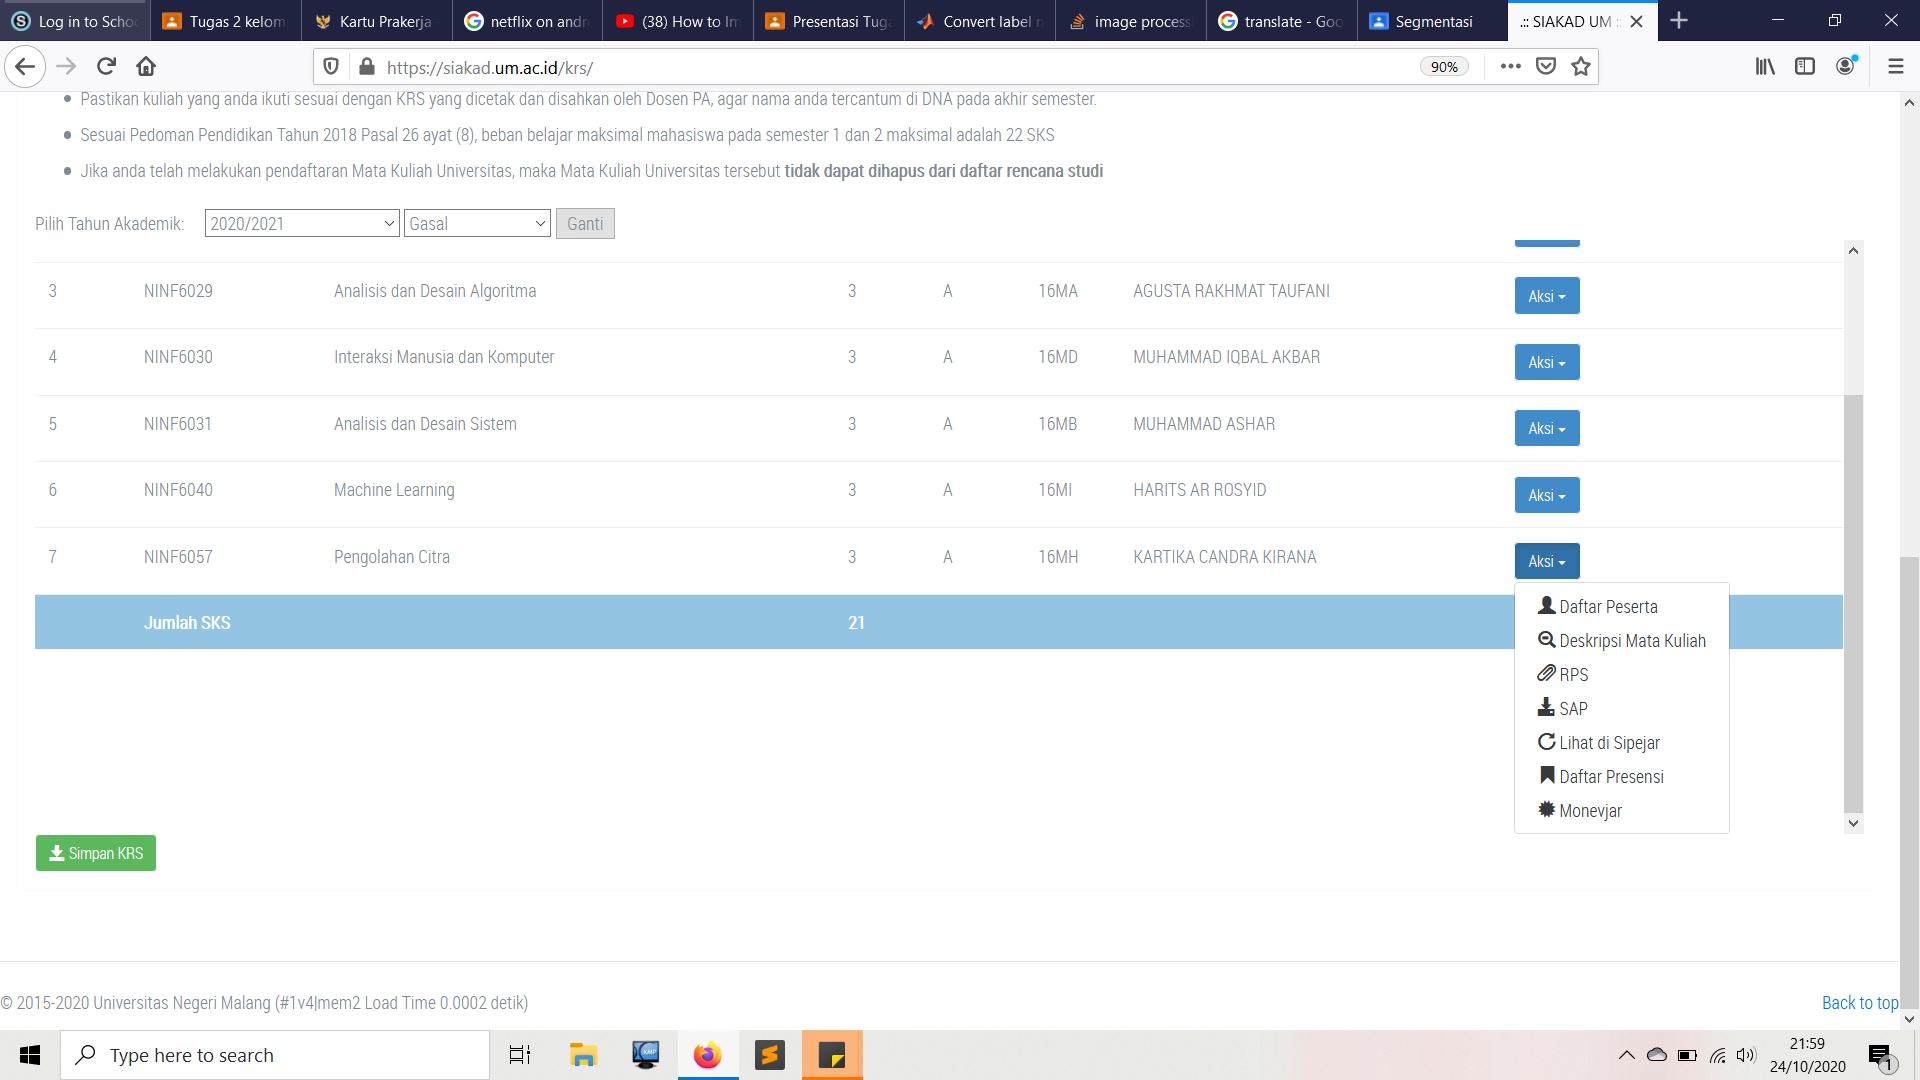 Log in to Schoo
Tugas 2 kelom
Kartu Prakerja
netflix on andr
(38) How to Im
Presentasi Tuga
Convert label
image process
translate - Goo
Segmentasi
.:: SIAKAD UM ::
https://siakad.um.ac.id/krs/
90%
Pastikan kuliah yang anda ikuti sesuai dengan KRS yang dicetak dan disahkan oleh Dosen PA, agar nama anda tercantum di DNA pada akhir semester.
Sesuai Pedoman Pendidikan Tahun 2018 Pasal 26 ayat (8), beban belajar maksimal mahasiswa pada semester 1 dan 2 maksimal adalah 22 SKS
Jika anda telah melakukan pendaftaran Mata Kuliah Universitas, maka Mata Kuliah Universitas tersebut tidak dapat dihapus dari daftar rencana studi
Pilih Tahun Akademik: 2020/2021 Gasal Ganti
3 NINF6029 Analisis dan Desain Algoritma 3 A 16MA AGUSTA RAKHMAT TAUFANI Aksi
4 NINF6030 Interaksi Manusia dan Komputer 3 A 16MD MUHAMMAD IQBAL AKBAR Aksi
5 NINF6031 Analisis dan Desain Sistem 3 A 16MB MUHAMMAD ASHAR Aksi
6 NINF6040 Machine Learning 3 A 16MI HARITS AR ROSYID Aksi
7 NINF6057 Pengolahan Citra 3 A 16MH KARTIKA CANDRA KIRANA Aksi
Jumlah SKS 21
Daftar Peserta
Deskripsi Mata Kuliah
RPS
SAP
Lihat di Sipejar
Daftar Presensi
Monevjar
Simpan KRS
© 2015-2020 Universitas Negeri Malang (#1v4|mem2 Load Time 0.0002 detik)
Back to top
Type here to search
21:59
24/10/2020
1